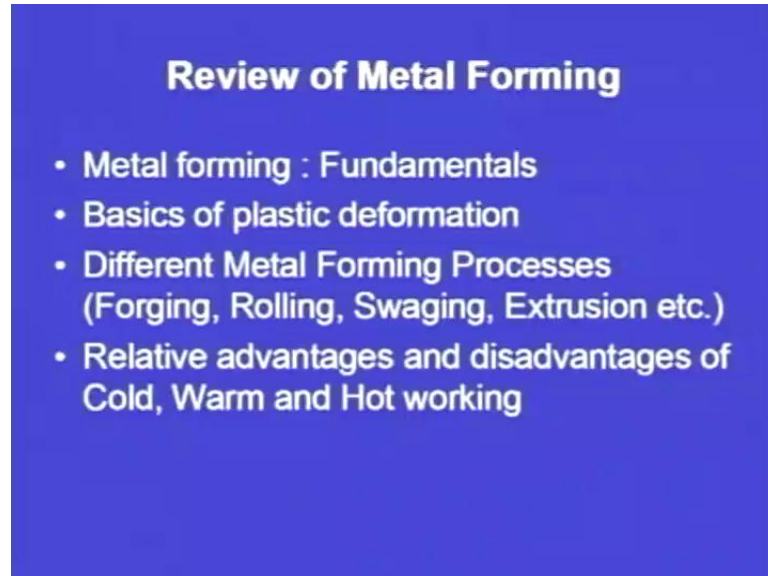 Review of Metal Forming
• Metal forming : Fundamentals
• Basics of plastic deformation
• Different Metal Forming Processes
(Forging, Rolling, Swaging, Extrusion etc.)
• Relative advantages and disadvantages of
Cold, Warm and Hot working